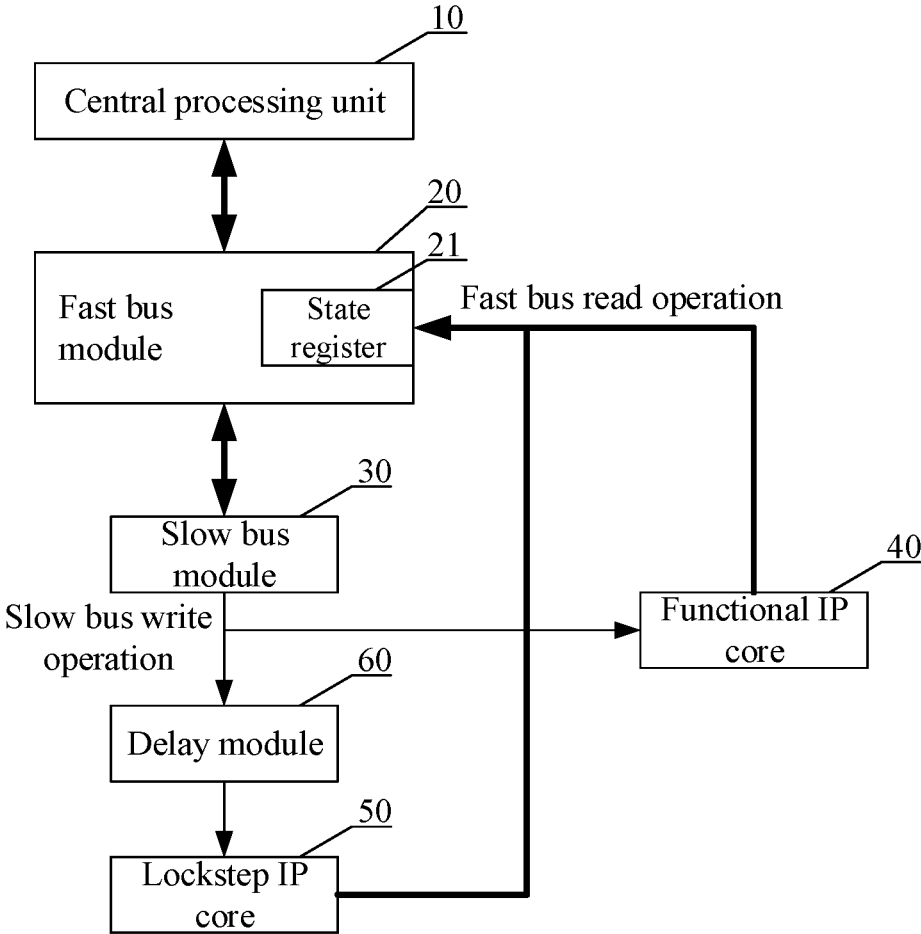 10
Central processing unit
20
21
Fast bus
module
State
register
Fast bus read operation
30
Slow bus
module
40
Functional IP
core
Slow bus write
operation
60
Delay module
50
Lockstep IP
core